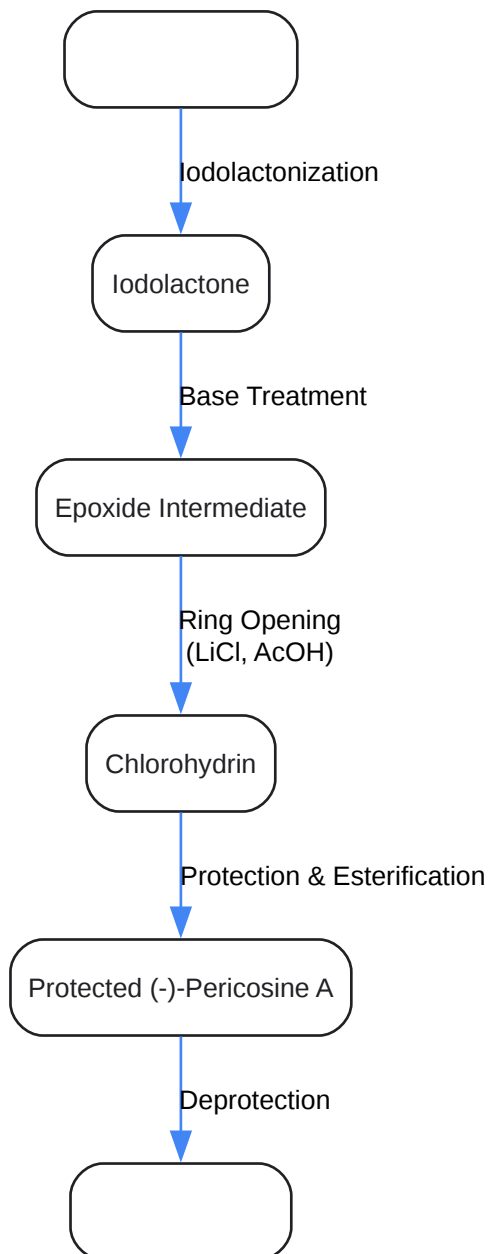 Iodolactonization
Iodolactone
Base Treatment
Epoxide Intermediate
Ring Opening
(LiCl, AcOH)
Chlorohydrin
Protection & Esterification
Protected (-)-Pericosine A
Deprotection